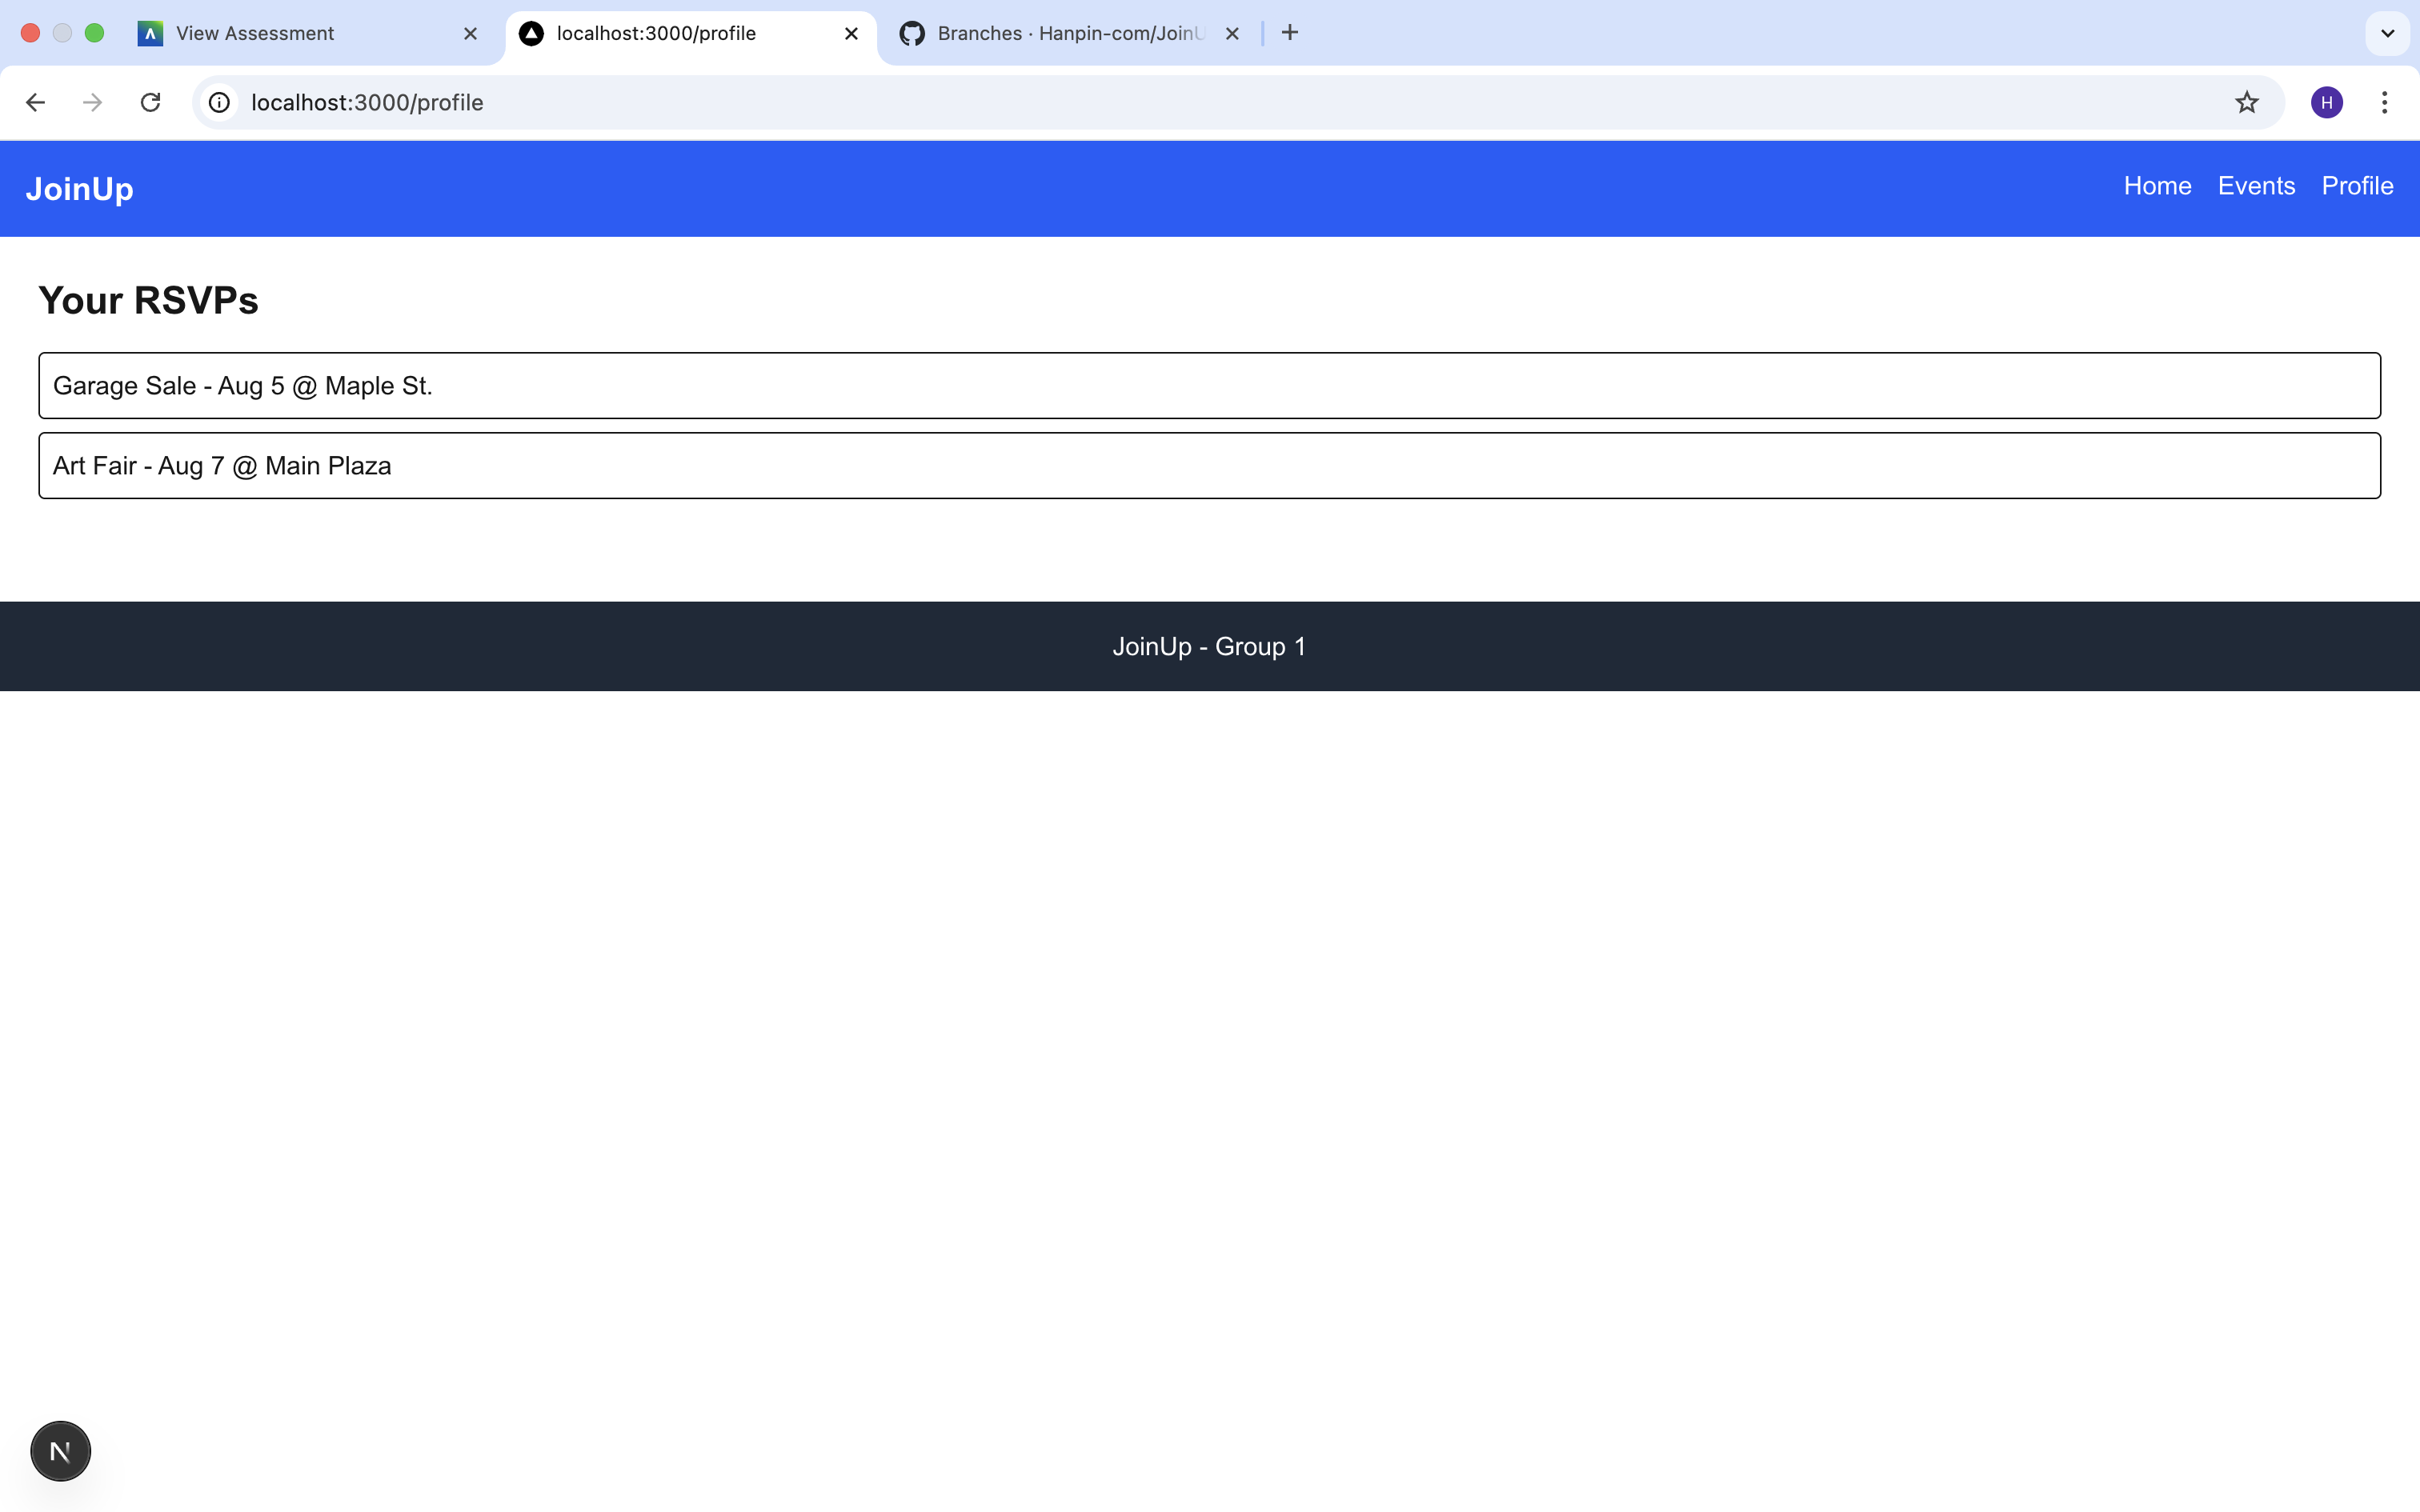 View Assessment
localhost:3000/profile
Branches · Hanpin-com/JoinU
localhost:3000/profile
H
JoinUp
Home Events Profile
Your RSVPs
Garage Sale - Aug 5 @ Maple St.
Art Fair - Aug 7 @ Main Plaza
JoinUp - Group 1
N